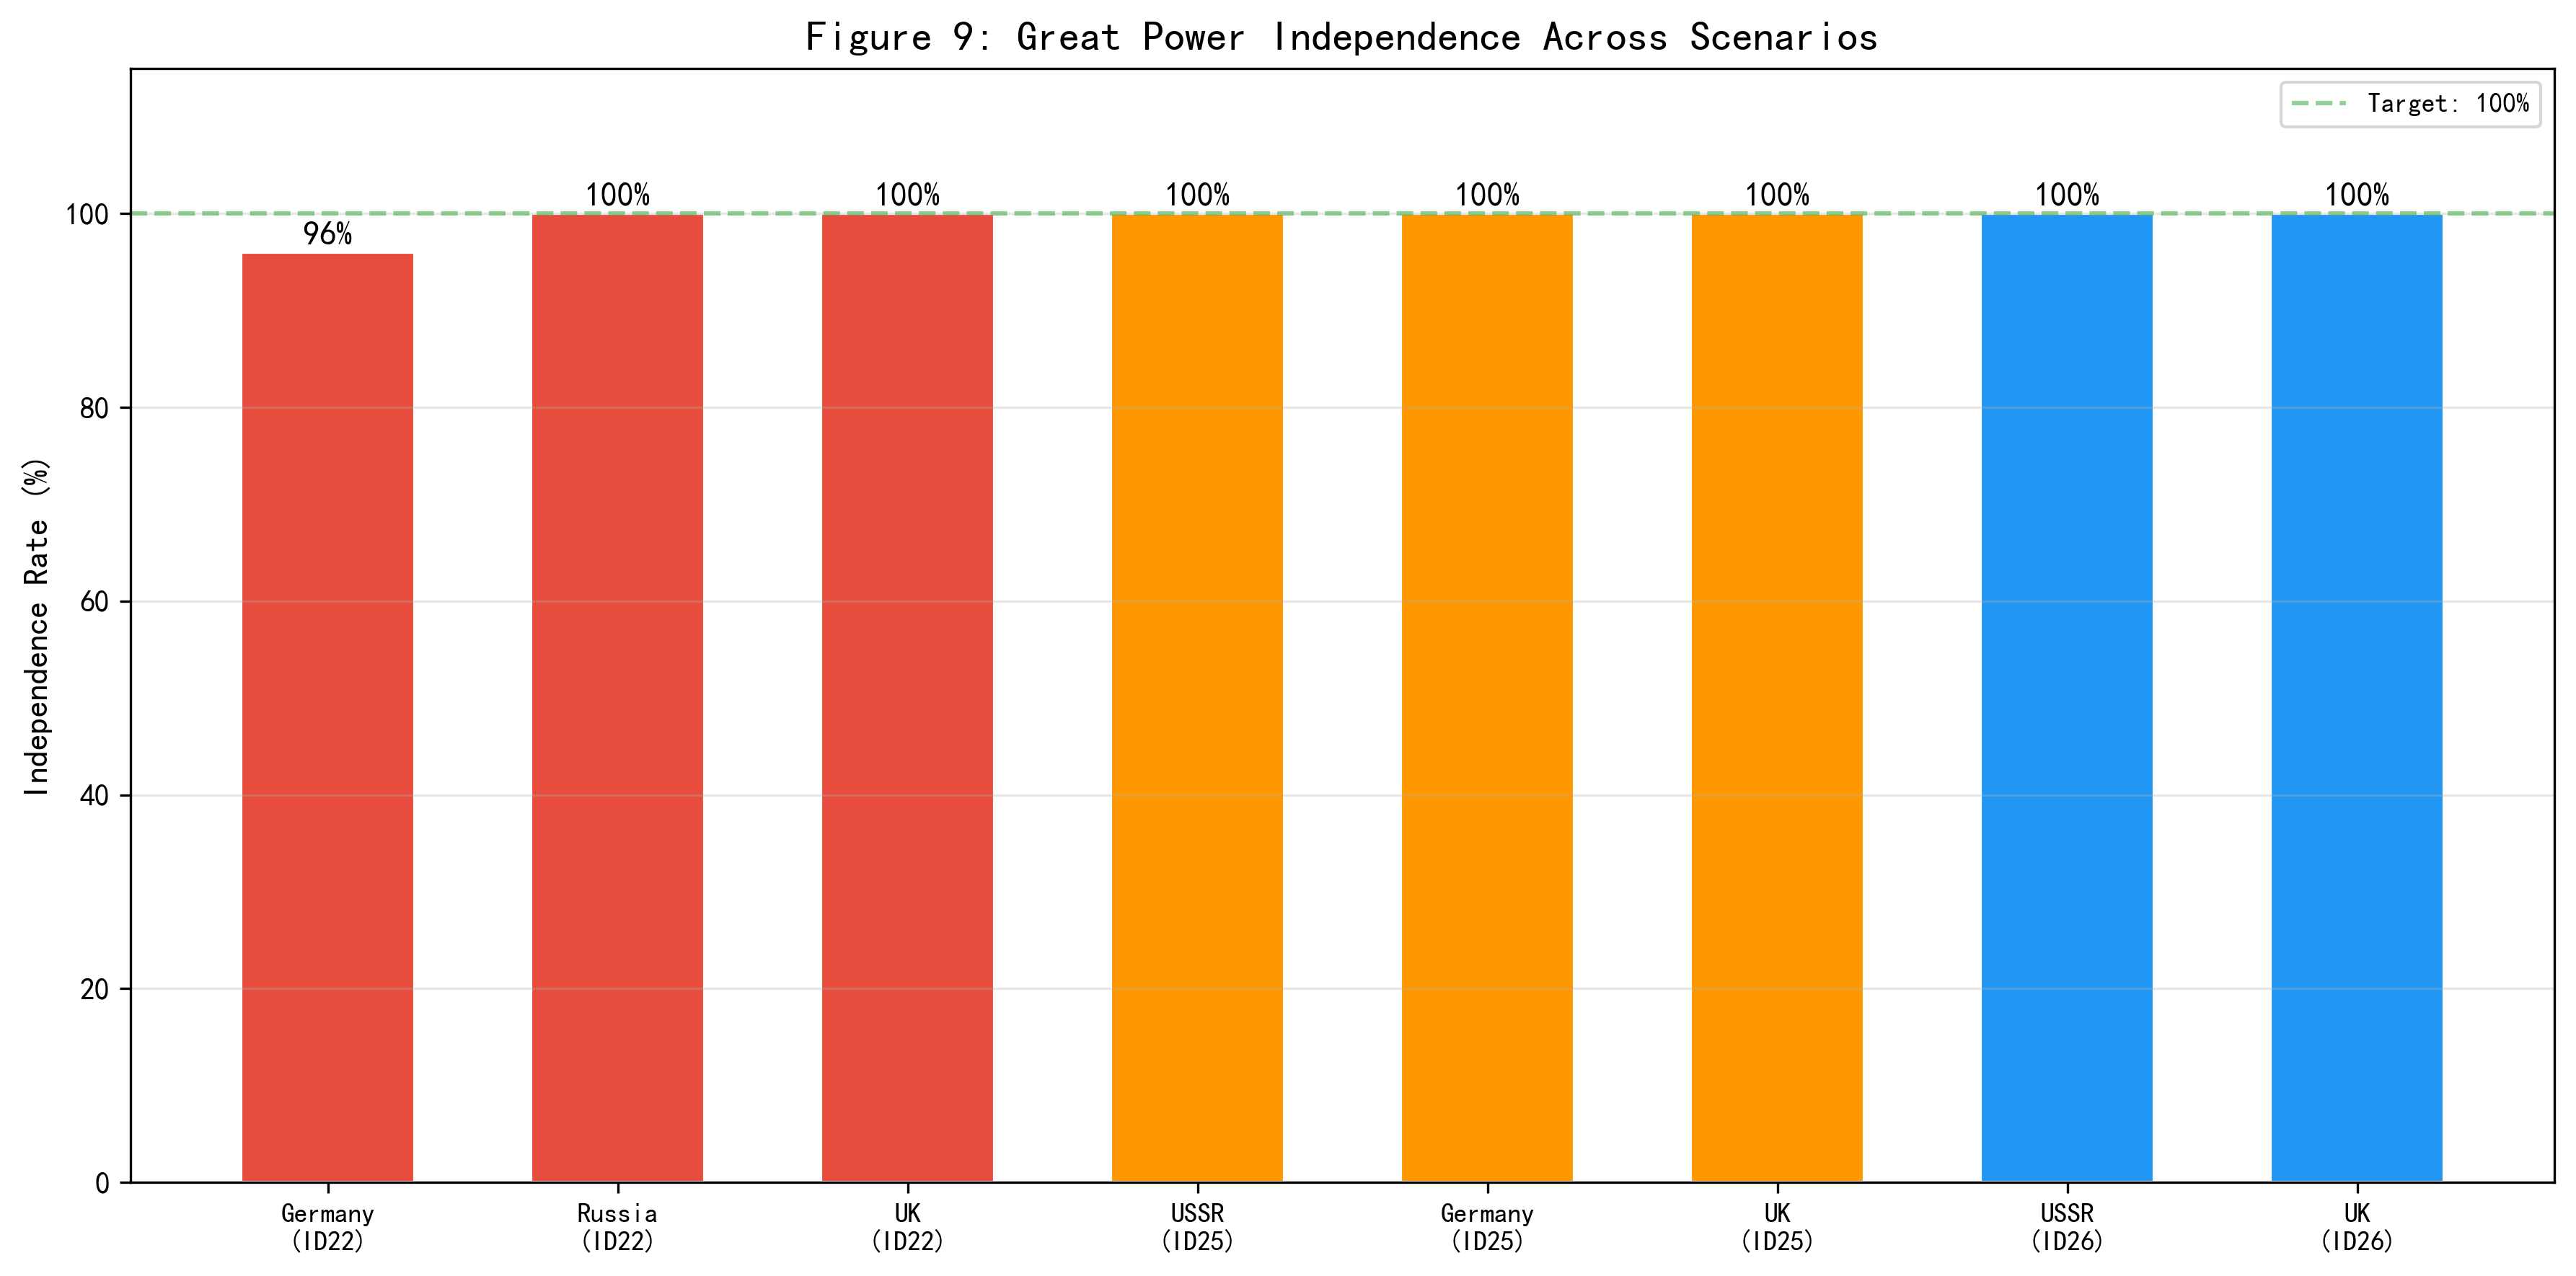 Figure 9: Great Power Independence Across Scenarios
Target: 100%
Independence Rate (%)
100
80
60
40
20
0
96%
100%
100%
100%
100%
100%
100%
100%
Germany
(ID22)
Russia
(ID22)
UK
(ID22)
USSR
(ID25)
Germany
(ID25)
UK
(ID25)
USSR
(ID26)
UK
(ID26)